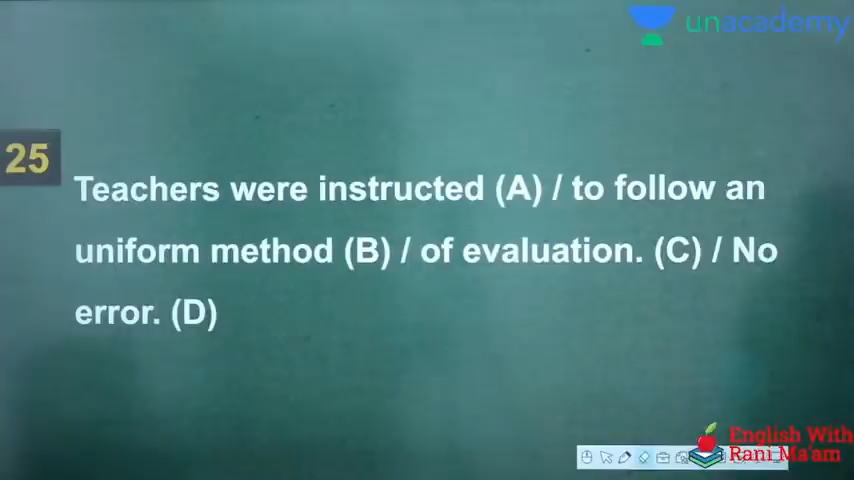 unacademy
25
Teachers were instructed (A) / to follow an
uniform method (B) / of evaluation. (C) / No
error. (D)
English With
Rani Ma'am